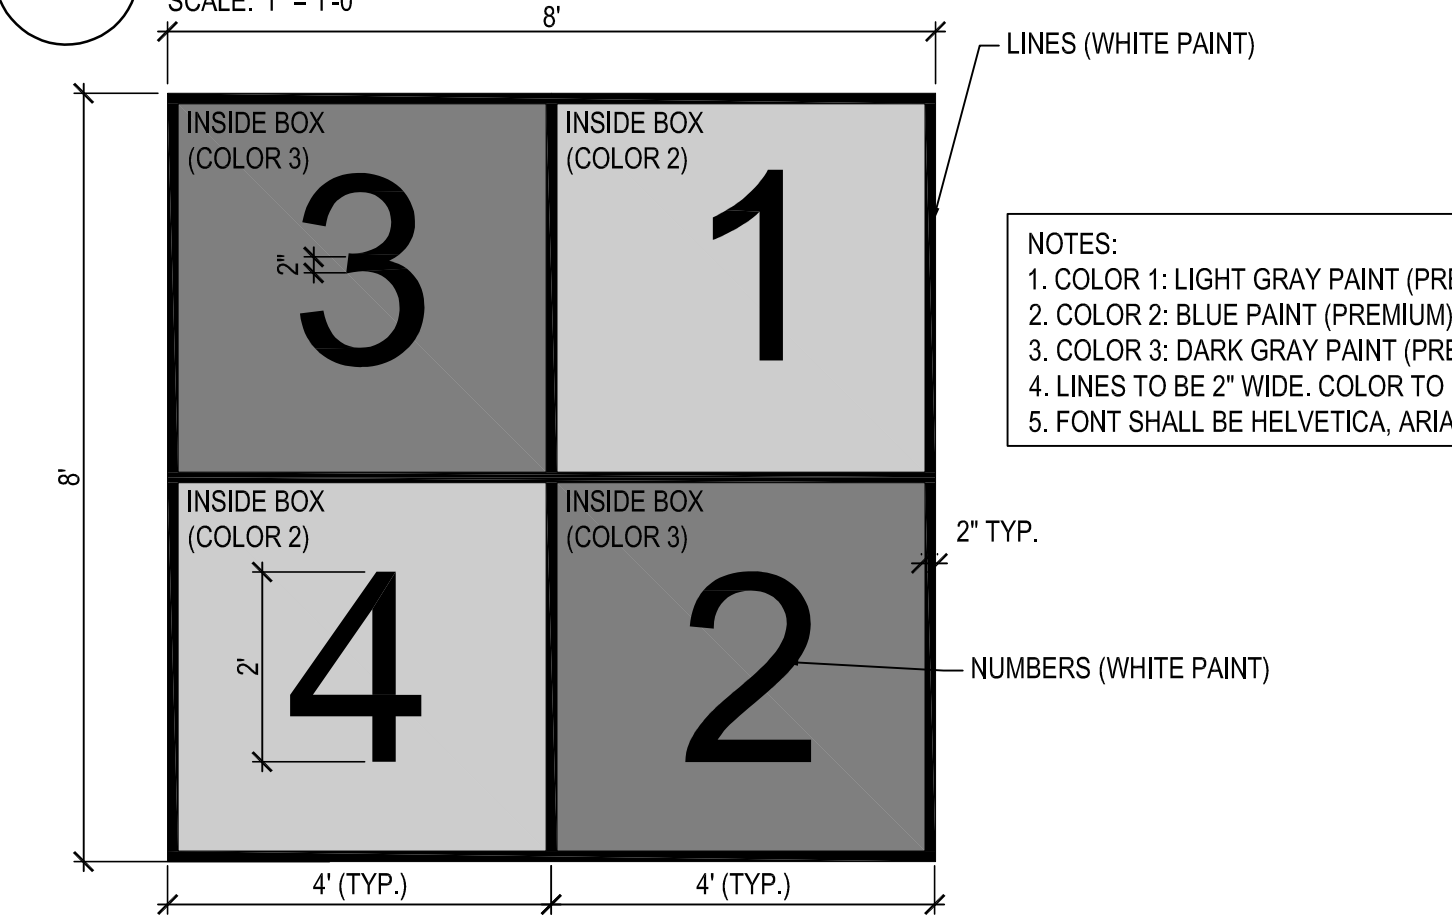 SCALE: 1" = 1'-0"
8'
LINES (WHITE PAINT)
INSIDE BOX
(COLOR 3)
3
2"
INSIDE BOX
(COLOR 2)
1
NOTES:
1. COLOR 1: LIGHT GRAY PAINT (PRE
2. COLOR 2: BLUE PAINT (PREMIUM)
3. COLOR 3: DARK GRAY PAINT (PRE
4. LINES TO BE 2" WIDE. COLOR TO
5. FONT SHALL BE HELVETICA, ARIA
8'
INSIDE BOX
(COLOR 2)
4
2'
INSIDE BOX
(COLOR 3)
2
2" TYP.
NUMBERS (WHITE PAINT)
4' (TYP.)
4' (TYP.)